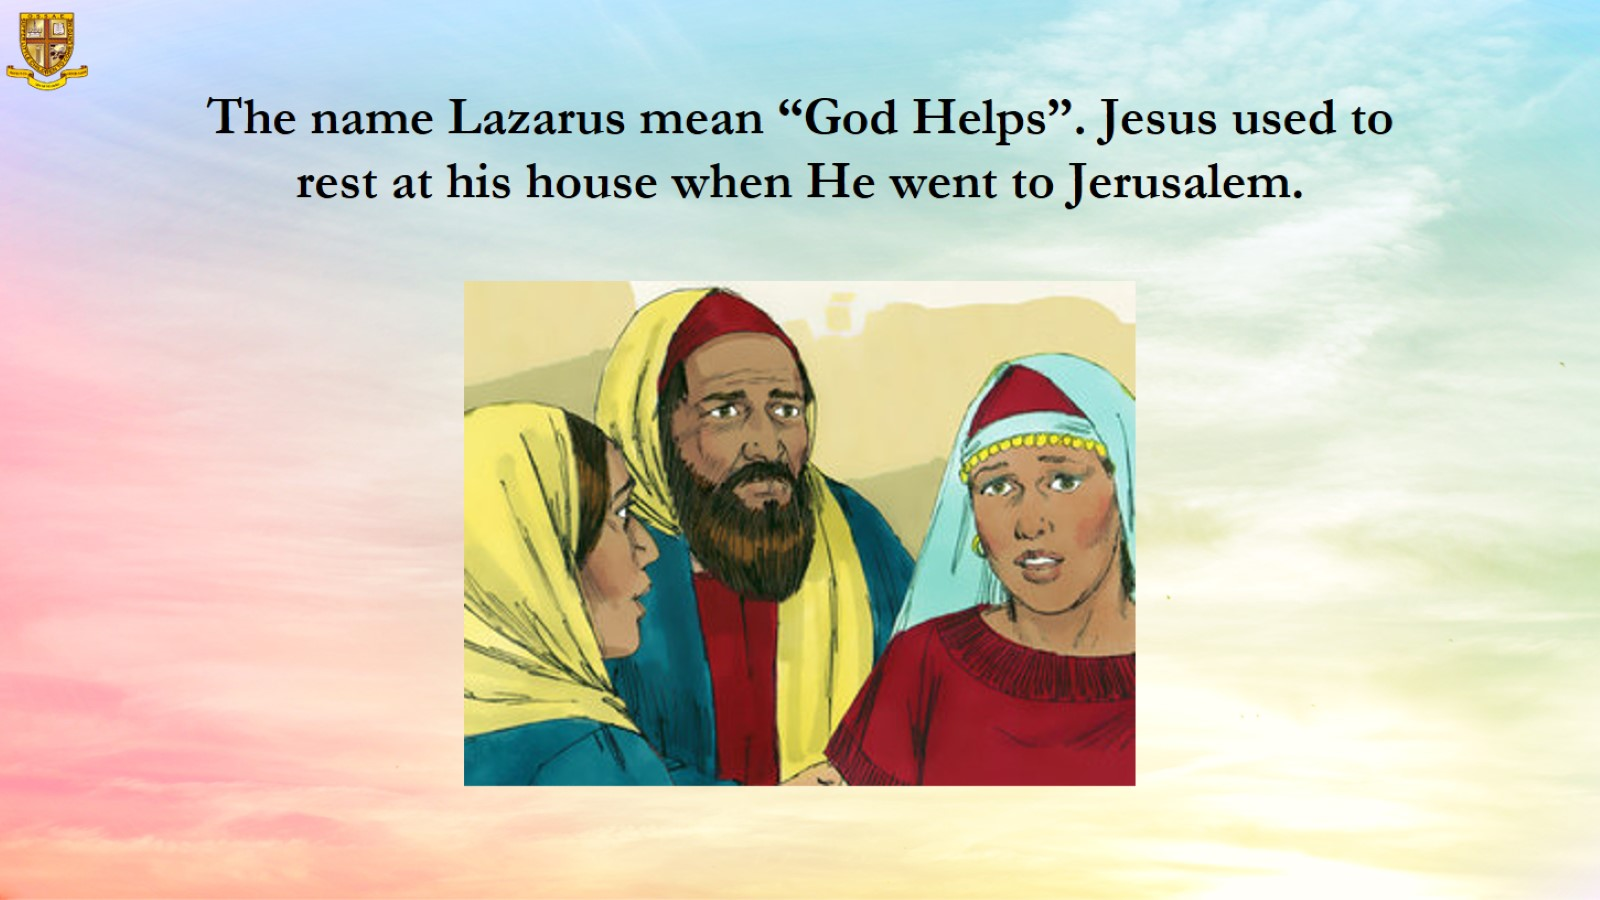 The name Lazarus mean “God Helps”. Jesus used to
rest at his house when He went to Jerusalem.